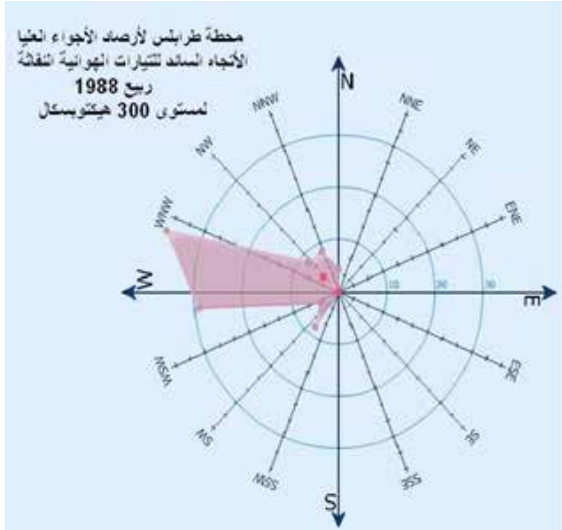 محطة طرابلس لأرصاد الأجواء العليا
الأتجاه السائد للتيارات الهوائية النفاثة
ربيع 1988
لمستوى 300 هيكتوبسكال
N
NNW
NNE
NW
NE
WNW
ENE
W
10
20
30
E
WSW
ESE
SW
SE
SSW
SSE
S